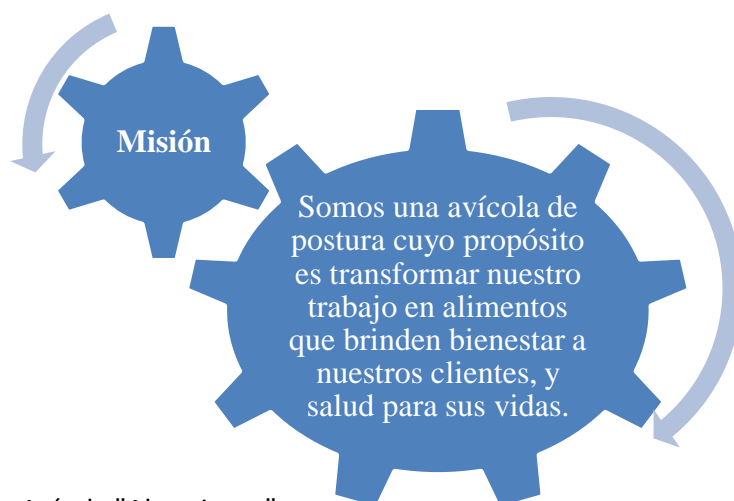 Misión
Somos una avícola de
postura cuyo propósito
es transformar nuestro
trabajo en alimentos
que brinden bienestar a
nuestros clientes, y
salud para sus vidas.